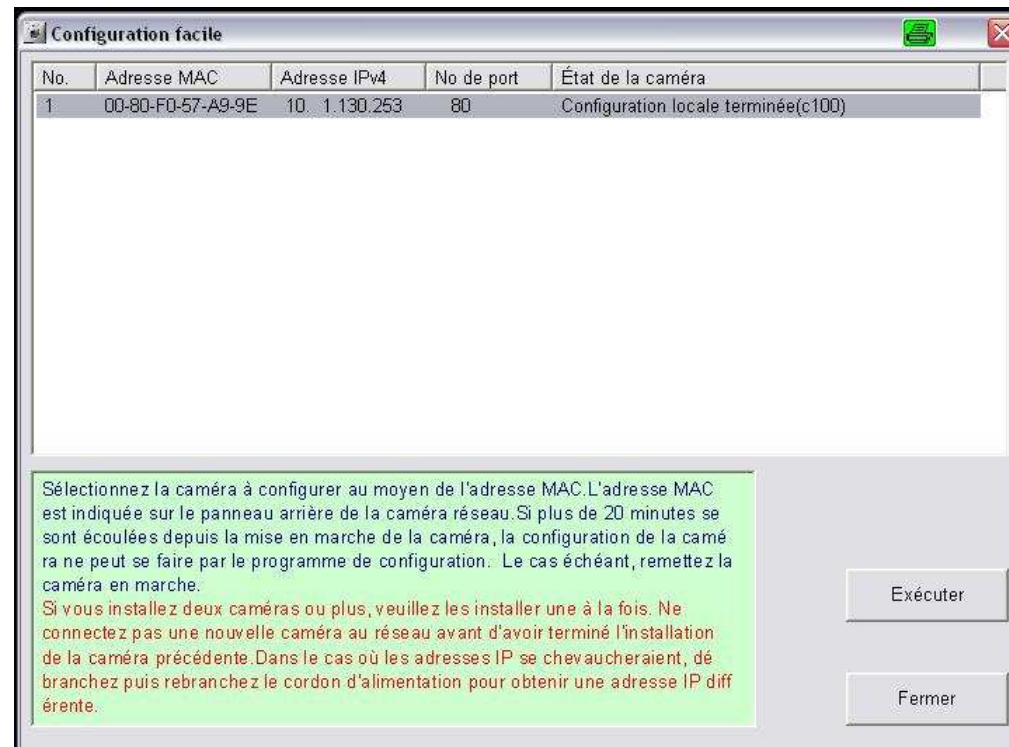 Configuration facile
No. Adresse MAC Adresse IPv4 No de port État de la caméra
1 00-80-F0-57-A9-9E 10. 1.130.253 80 Configuration locale terminée(c100)
Sélectionnez la caméra à configurer au moyen de l'adresse MAC.L'adresse MAC
est indiquée sur le panneau arrière de la caméra réseau.Si plus de 20 minutes se
sont écoulées depuis la mise en marche de la caméra, la configuration de la camé
ra ne peut se faire par le programme de configuration. Le cas échéant, remettez la
caméra en marche.
Si vous installez deux caméras ou plus, veuillez les installer une à la fois. Ne
connectez pas une nouvelle caméra au réseau avant d'avoir terminé l'installation
de la caméra précédente.Dans le cas où les adresses IP se chevaucheraient, dé
branchez puis rebranchez le cordon d'alimentation pour obtenir une adresse IP diff
érente.
Exécuter
Fermer